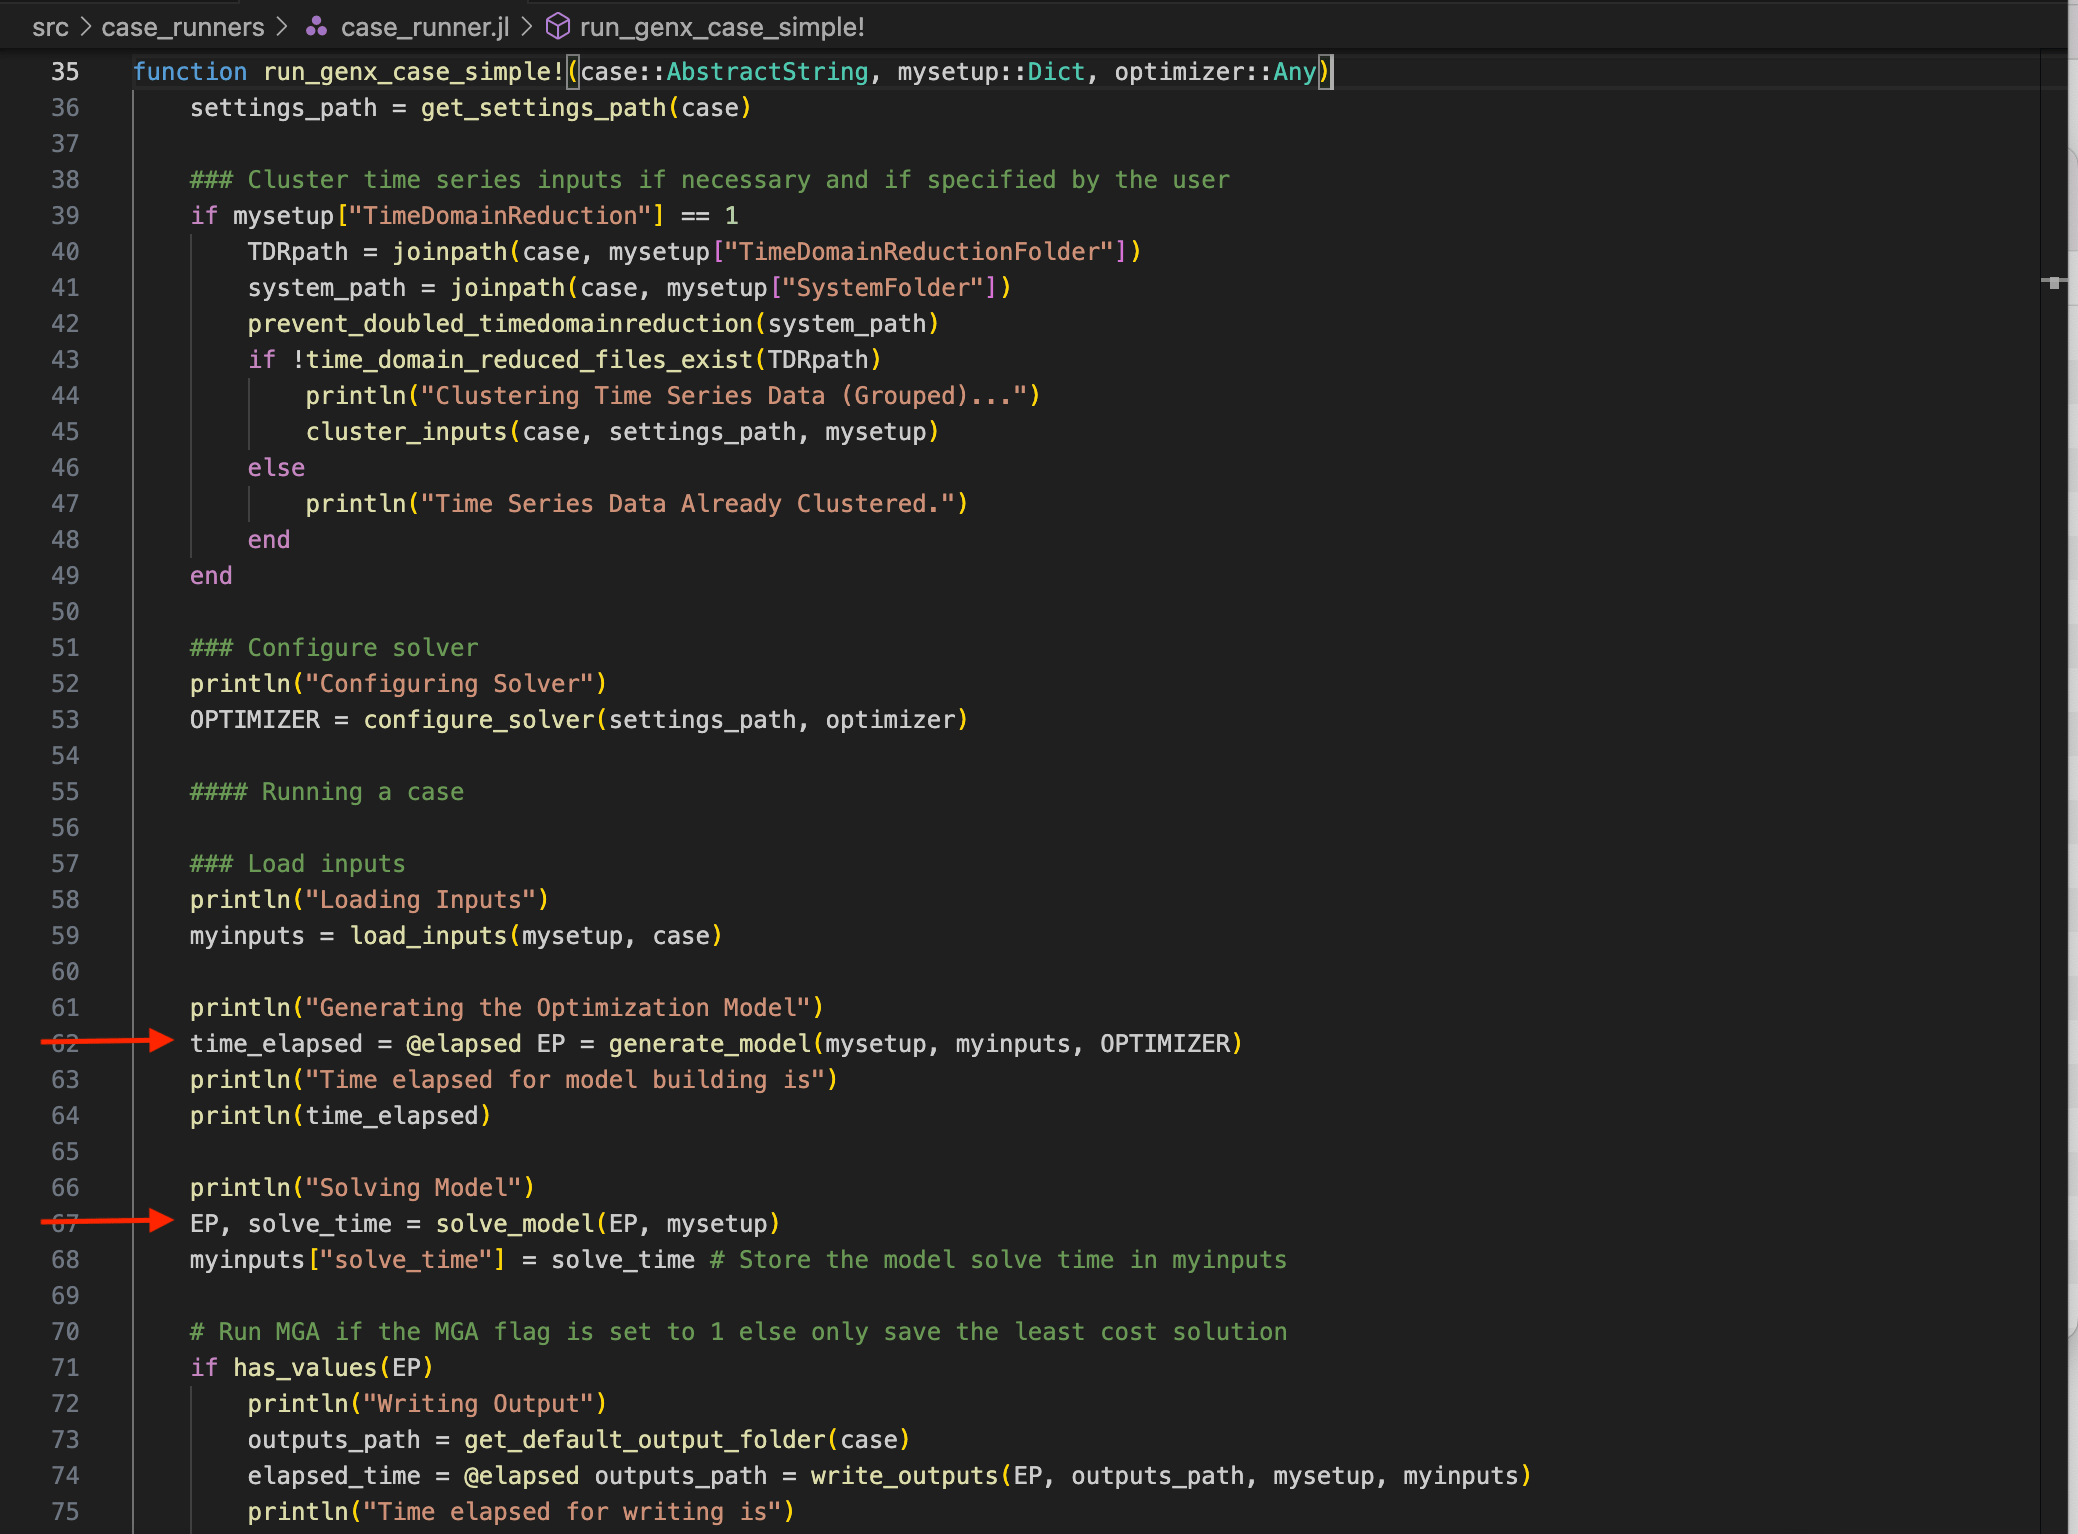 src > case_runners > case_runner.jl > run_genx_case_simple!
35 function run_genx_case_simple!(case::AbstractString, mysetup::Dict, optimizer::Any)
36     settings_path = get_settings_path(case)
37
38     ### Cluster time series inputs if necessary and if specified by the user
39     if mysetup["TimeDomainReduction"] == 1
40         TDRpath = joinpath(case, mysetup["TimeDomainReductionFolder"])
41         system_path = joinpath(case, mysetup["SystemFolder"])
42         prevent_doubled_timedomainreduction(system_path)
43         if !time_domain_reduced_files_exist(TDRpath)
44             println("Clustering Time Series Data (Grouped)...")
45             cluster_inputs(case, settings_path, mysetup)
46         else
47             println("Time Series Data Already Clustered.")
48         end
49     end
50
51     ### Configure solver
52     println("Configuring Solver")
53     OPTIMIZER = configure_solver(settings_path, optimizer)
54
55     #### Running a case
56
57     ### Load inputs
58     println("Loading Inputs")
59     myinputs = load_inputs(mysetup, case)
60
61     println("Generating the Optimization Model")
62     time_elapsed = @elapsed EP = generate_model(mysetup, myinputs, OPTIMIZER)
63     println("Time elapsed for model building is")
64     println(time_elapsed)
65
66     println("Solving Model")
67     EP, solve_time = solve_model(EP, mysetup)
68     myinputs["solve_time"] = solve_time # Store the model solve time in myinputs
69
70     # Run MGA if the MGA flag is set to 1 else only save the least cost solution
71     if has_values(EP)
72         println("Writing Output")
73         outputs_path = get_default_output_folder(case)
74         elapsed_time = @elapsed outputs_path = write_outputs(EP, outputs_path, mysetup, myinputs)
75         println("Time elapsed for writing is")